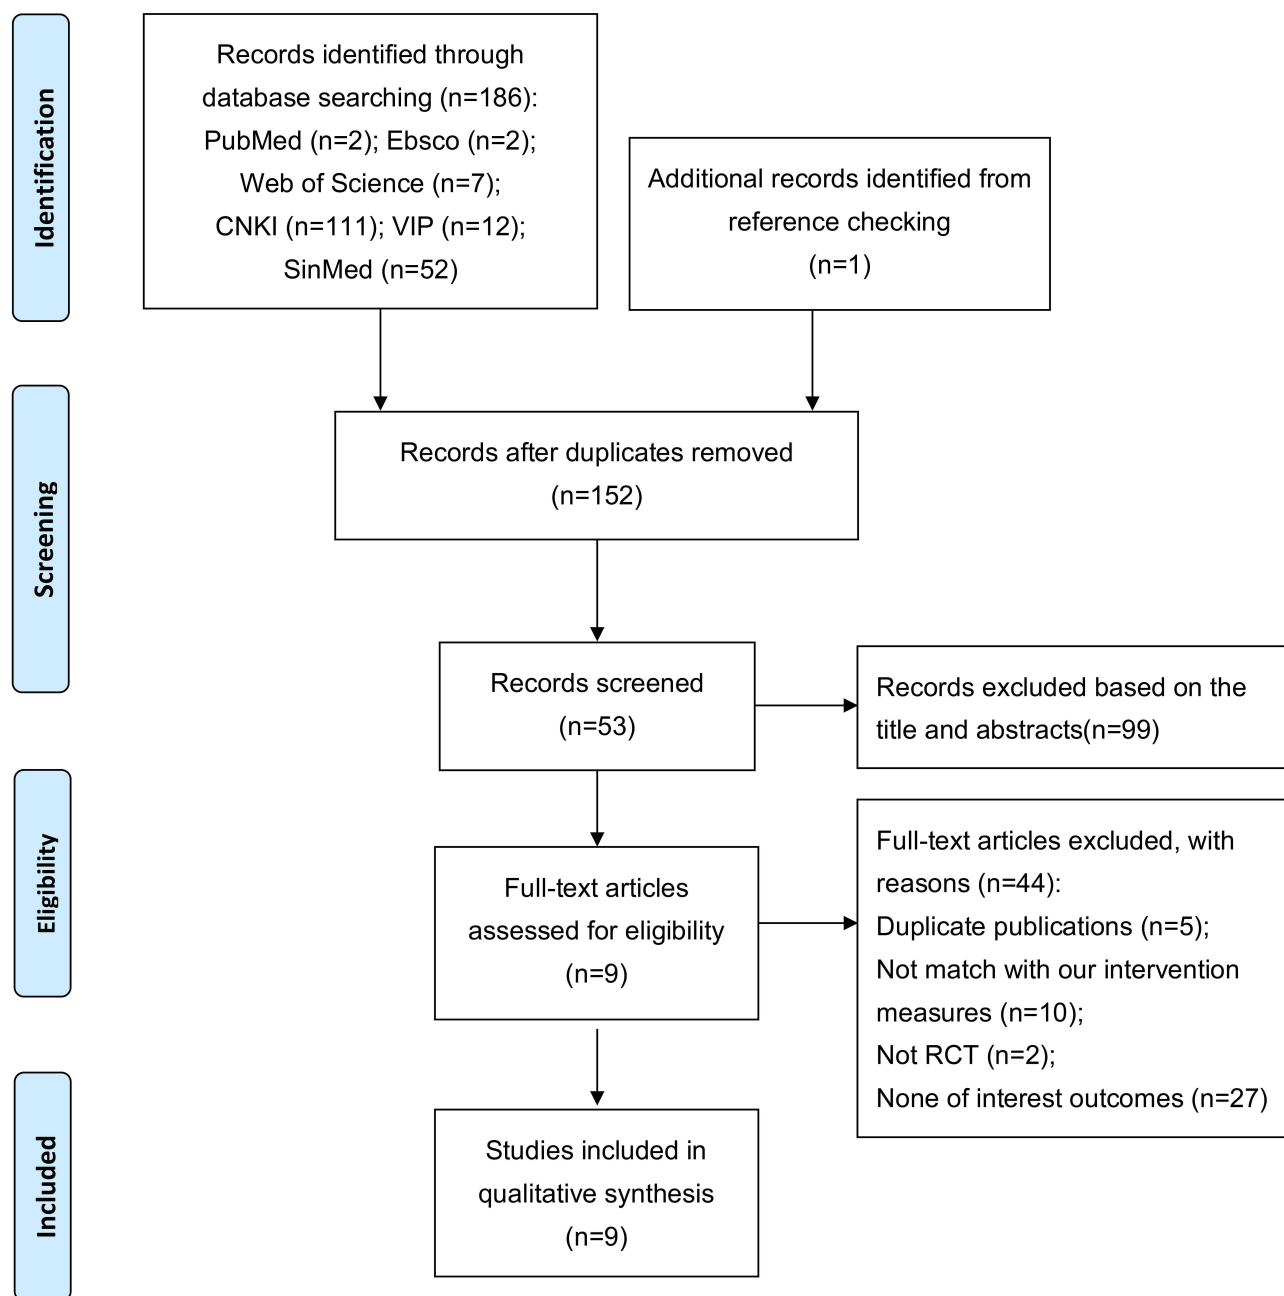 Identification
Records identified through
database searching (n=186):
PubMed (n=2); Ebsco (n=2);
Web of Science (n=7);
CNKI (n=111); VIP (n=12);
SinMed (n=52)
Additional records identified from
reference checking
(n=1)
Screening
Records after duplicates removed
(n=152)
Records screened
(n=53)
Records excluded based on the
title and abstracts(n=99)
Eligibility
Full-text articles
assessed for eligibility
(n=9)
Full-text articles excluded, with
reasons (n=44):
Duplicate publications (n=5);
Not match with our intervention
measures (n=10);
Not RCT (n=2);
None of interest outcomes (n=27)
Included
Studies included in
qualitative synthesis
(n=9)